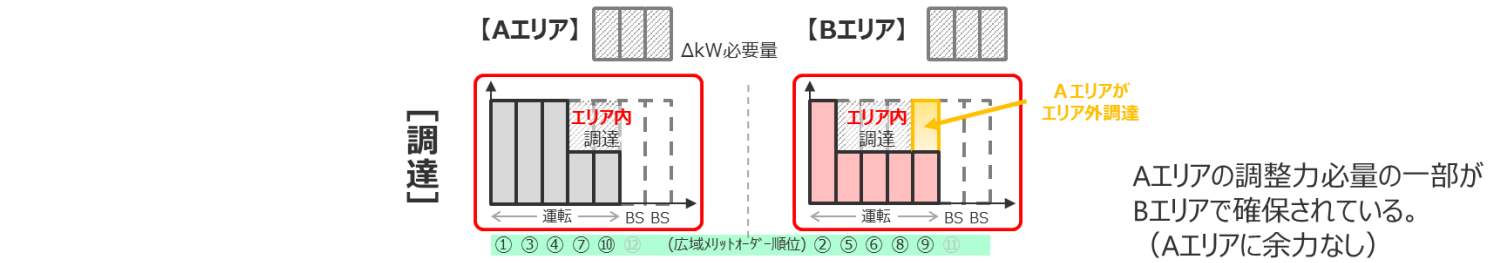 【Aエリア】
ΔkW必要量
【Bエリア】
[調達]
エリア内
調達
運転
BS BS
エリア内
調達
運転
BS BS
Aエリアが
エリア外調達
① ③ ④ ⑦ ⑩ ⑫ (広域メリットオーダー順位) ② ⑤ ⑥ ⑧ ⑨ ⑪
Aエリアの調整力必量の一部が
Bエリアで確保されている。
(Aエリアに余力なし)